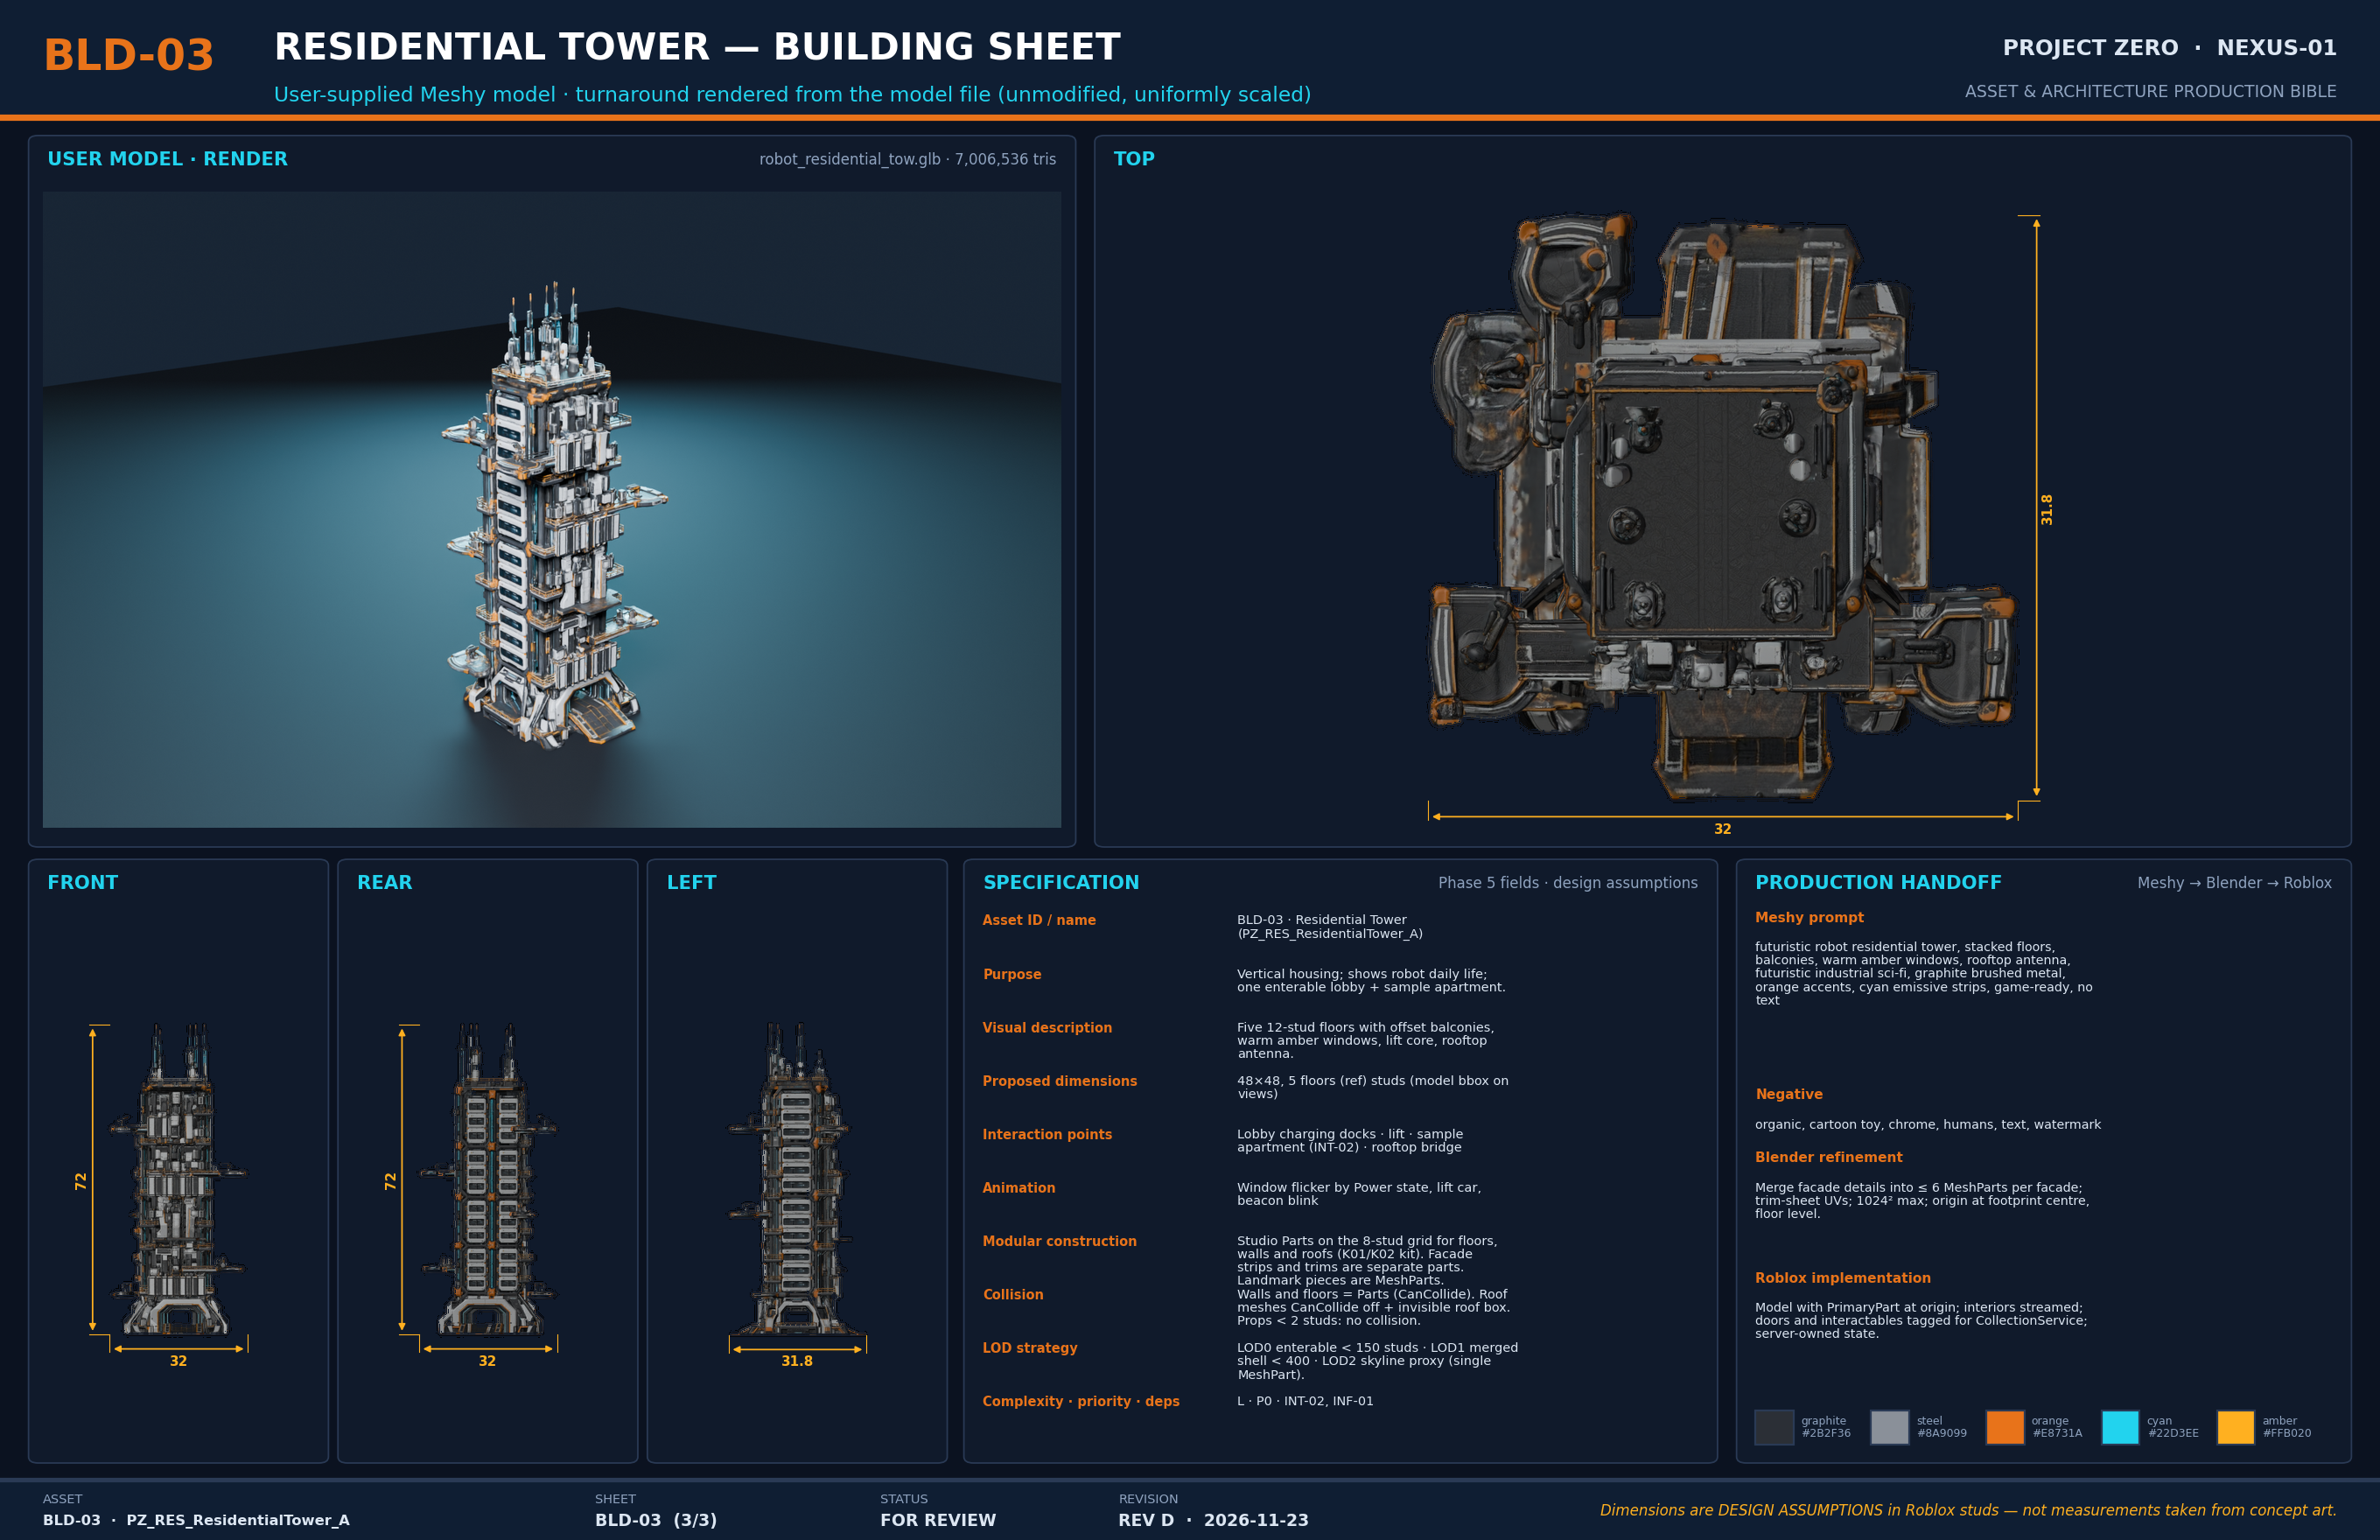 BLD-03
RESIDENTIAL TOWER — BUILDING SHEET
User-supplied Meshy model · turnaround rendered from the model file (unmodified, uniformly scaled)
PROJECT ZERO · NEXUS-01
ASSET & ARCHITECTURE PRODUCTION BIBLE
USER MODEL · RENDER
robot_residential_tow.glb · 7,006,536 tris
TOP
31.8
32
FRONT
72
32
REAR
72
32
LEFT
31.8
SPECIFICATION
Phase 5 fields · design assumptions
Asset ID / name
BLD-03 · Residential Tower
(PZ_RES_ResidentialTower_A)
Purpose
Vertical housing; shows robot daily life;
one enterable lobby + sample apartment.
Visual description
Five 12-stud floors with offset balconies,
warm amber windows, lift core, rooftop
antenna.
Proposed dimensions
48×48, 5 floors (ref) studs (model bbox on
views)
Interaction points
Lobby charging docks · lift · sample
apartment (INT-02) · rooftop bridge
Animation
Window flicker by Power state, lift car,
beacon blink
Modular construction
Studio Parts on the 8-stud grid for floors,
walls and roofs (K01/K02 kit). Facade
strips and trims are separate parts.
Landmark pieces are MeshParts.
Collision
Walls and floors = Parts (CanCollide). Roof
meshes CanCollide off + invisible roof box.
Props < 2 studs: no collision.
LOD strategy
LOD0 enterable < 150 studs · LOD1 merged
shell < 400 · LOD2 skyline proxy (single
MeshPart).
Complexity · priority · deps
L · P0 · INT-02, INF-01
PRODUCTION HANDOFF
Meshy → Blender → Roblox
Meshy prompt
futuristic robot residential tower, stacked floors,
balconies, warm amber windows, rooftop antenna,
futuristic industrial sci-fi, graphite brushed metal,
orange accents, cyan emissive strips, game-ready, no
text
Negative
organic, cartoon toy, chrome, humans, text, watermark
Blender refinement
Merge facade details into ≤ 6 MeshParts per facade;
trim-sheet UVs; 1024² max; origin at footprint centre,
floor level.
Roblox implementation
Model with PrimaryPart at origin; interiors streamed;
doors and interactables tagged for CollectionService;
server-owned state.
graphite
#2B2F36
steel
#8A9099
orange
#E8731A
cyan
#22D3EE
amber
#FFB020
ASSET
BLD-03 · PZ_RES_ResidentialTower_A
SHEET
BLD-03 (3/3)
STATUS
FOR REVIEW
REVISION
REV D · 2026-11-23
Dimensions are DESIGN ASSUMPTIONS in Roblox studs — not measurements taken from concept art.